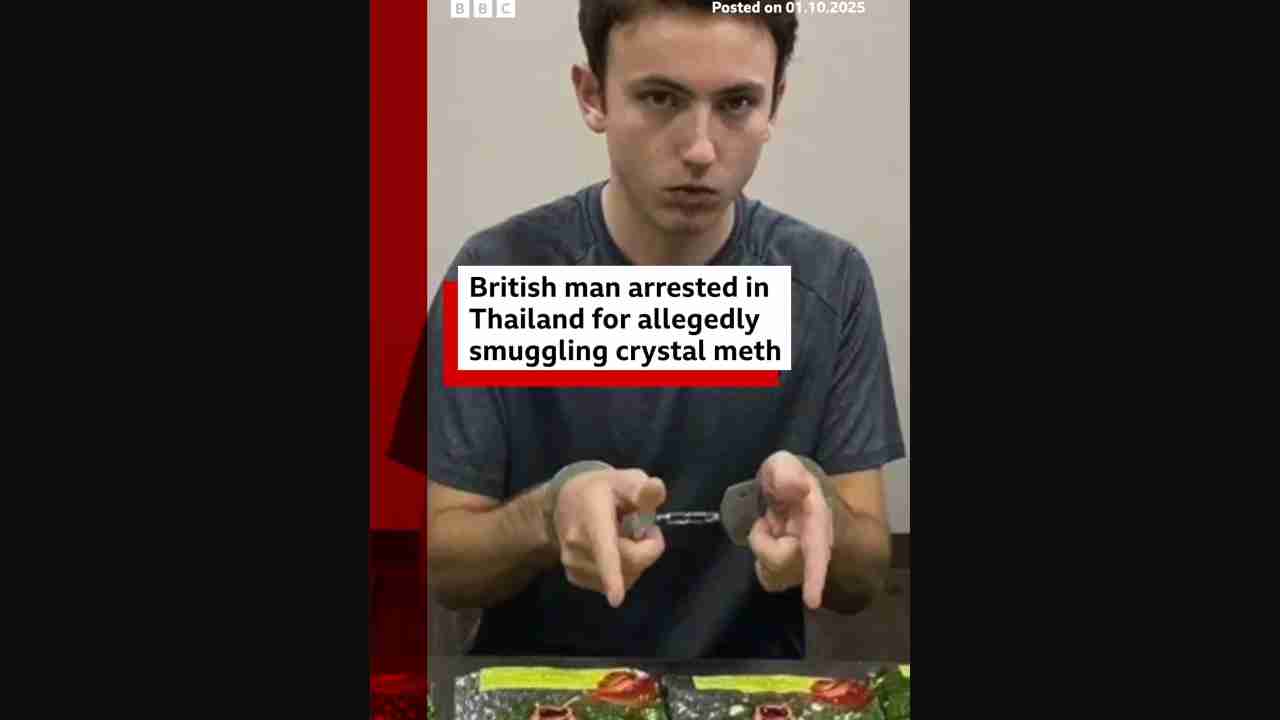 BBC
Posted on 01.10.2025
British man arrested in
Thailand for allegedly
smuggling crystal meth